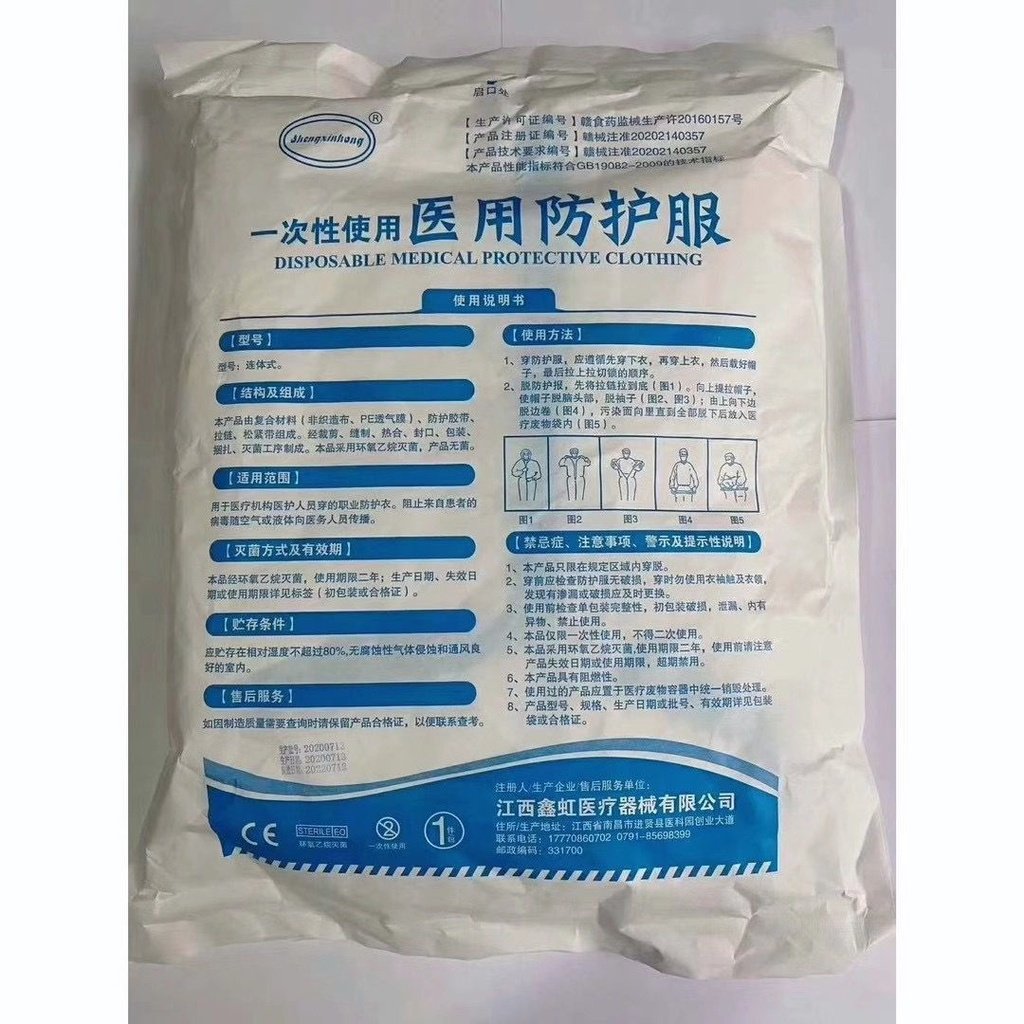 启口处
Shengxinhong ®
【生产许可证编号】赣食药监械生产许20160157号
【产品注册证编号】赣械注准20202140357
【产品技术要求编号】赣械注准20202140357
本产品性能指标符合GB19082-2009的技术指标
一次性使用 医用防护服
DISPOSABLE MEDICAL PROTECTIVE CLOTHING
使用说明书
【型号】
型号：连体式。
【结构及组成】
本产品由复合材料（非织造布、PE透气膜）、防护胶带、
拉链、松紧带组成。经裁剪、缝制、热合、封口、包装、
捆扎、灭菌工序制成。本品采用环氧乙烷灭菌，产品无菌。
【适用范围】
用于医疗机构医护人员穿的职业防护衣。阻止来自患者的
病毒随空气或液体向医务人员传播。
【灭菌方式及有效期】
本品经环氧乙烷灭菌，使用期限二年；生产日期、失效日
期或使用期限详见标签（初包装或合格证）。
【贮存条件】
应贮存在相对湿度不超过80%,无腐蚀性气体侵蚀和通风良
好的室内。
【售后服务】
如因制造质量需要查询时请保留产品合格证，以便联系查考。
【使用方法】
1、穿防护服，应遵循先穿下衣，再穿上衣，然后载好帽
子，最后拉上拉切锁的顺序。
2、脱防护报，先将拉链拉到底（图1）。向上提拉帽子，
使帽子脱脑头部，脱袖子（图2、图3）；由上向下边
脱边卷（图4），污染面向里直到全部脱下后放入医
疗废物袋内（图5）。
图1 图2 图3 图4 图5
【禁忌症、注意事项、警示及提示性说明】
1、本产品只限在规定区域内穿脱。
2、穿前应检查防护服无破损，穿时勿使用衣袖触及衣领，
发现有渗漏或破损应及时更换。
3、使用前检查单包装完整性，初包装破损，泄漏、内有
异物、禁止使用。
4、本品仅限一次性使用，不得二次使用。
5、本品采用环氧乙烷灭菌,使用期限二年，使用前请注意
产品失效日期或使用期限，超期禁用。
6、本产品具有阻燃性。
7、使用过的产品应置于医疗废物容器中统一销毁处理。
8、产品型号、规格、生产日期或批号、有效期详见包装
袋或合格证。
生产批号: 20200713
生产日期: 20200713
失效日期: 20220712
CE
STERILE EO
环氧乙烷灭菌
2
一次性使用
1件/包
注册人/生产企业/售后服务单位：
江西鑫虹医疗器械有限公司
住所/生产地址：江西省南昌市进贤县医科园创业大道
联系电话：17770860702 0791-85698399
邮政编码：331700